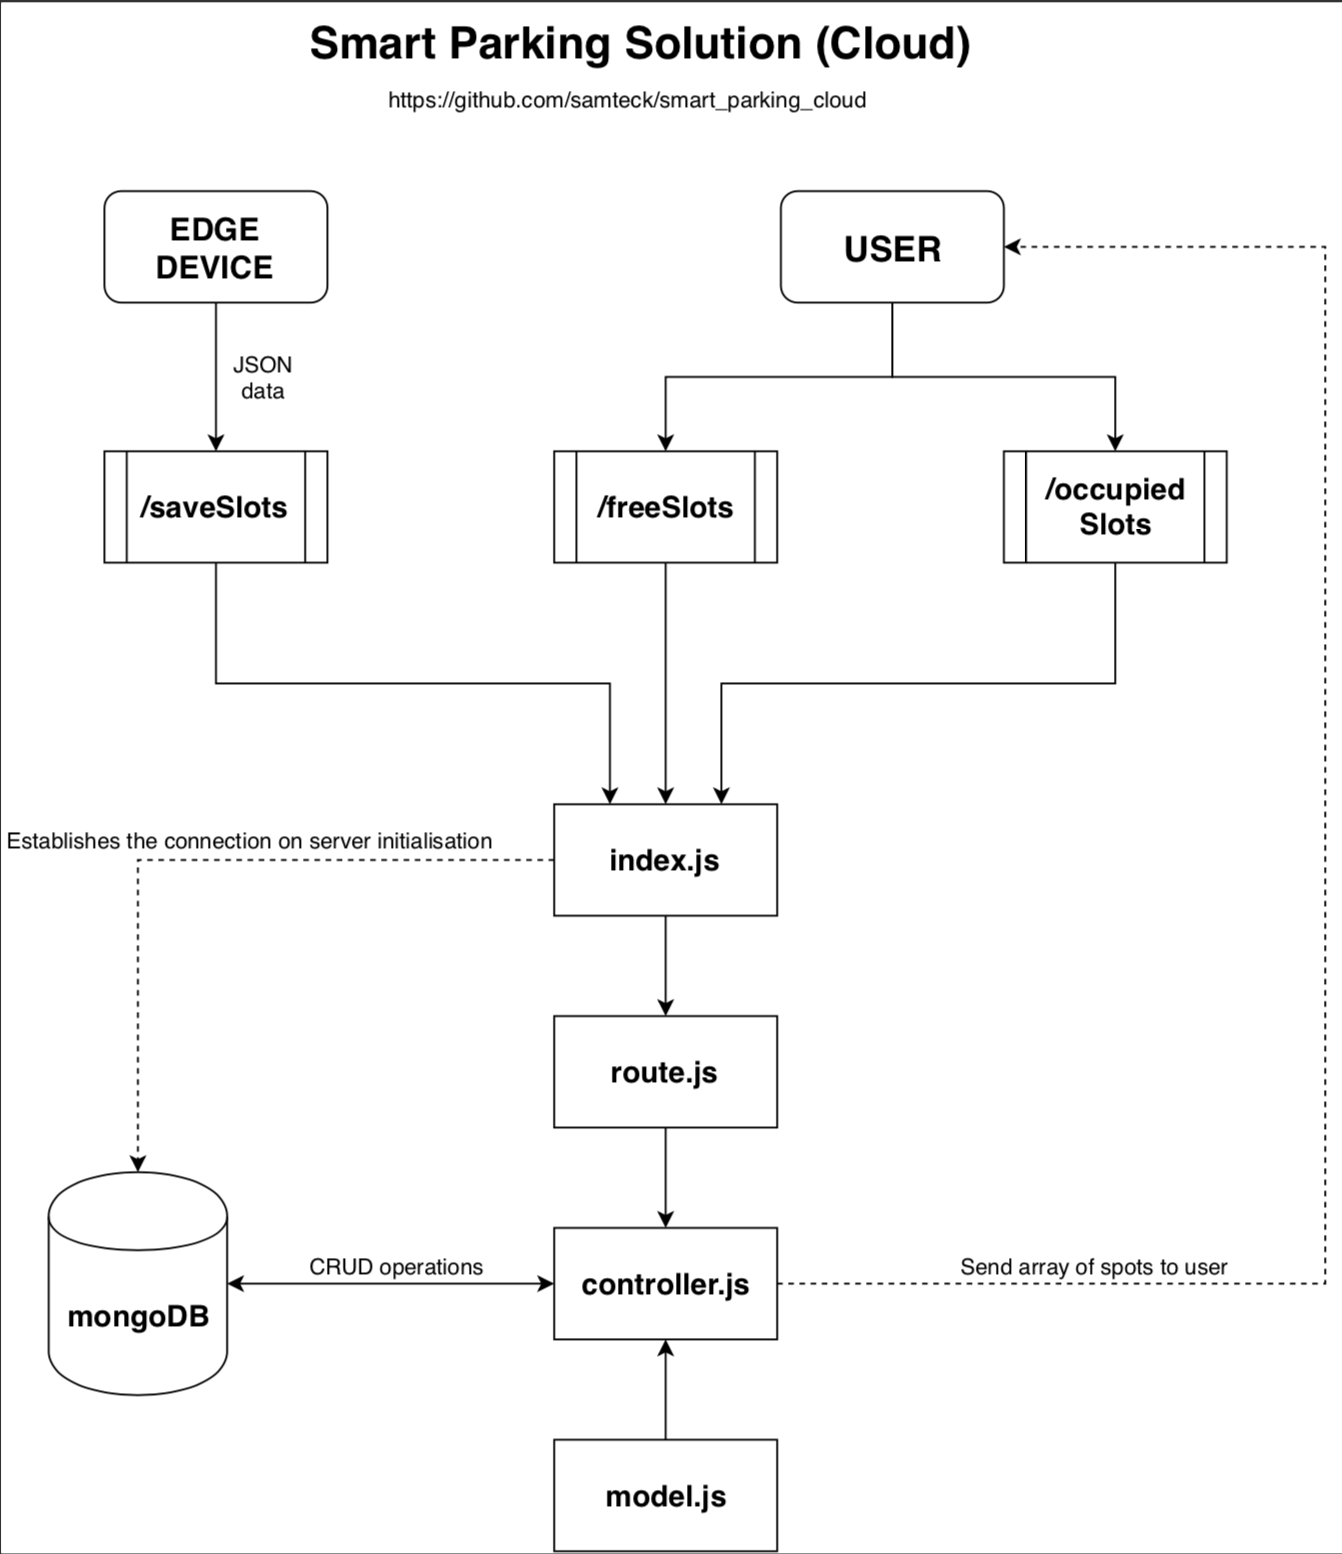 Smart Parking Solution (Cloud)
https://github.com/samteck/smart_parking_cloud
EDGE
DEVICE
USER
JSON
data
/saveSlots
/freeSlots
/occupied
Slots
Establishes the connection on server initialisation
index.js
route.js
mongoDB
CRUD operations
controller.js
Send array of spots to user
model.js